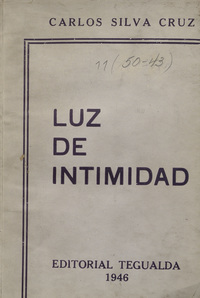 CARLOS SILVA CRUZ
11 (50-43)
LUZ
DE
INTIMIDAD
EDITORIAL TEGUALDA
1946